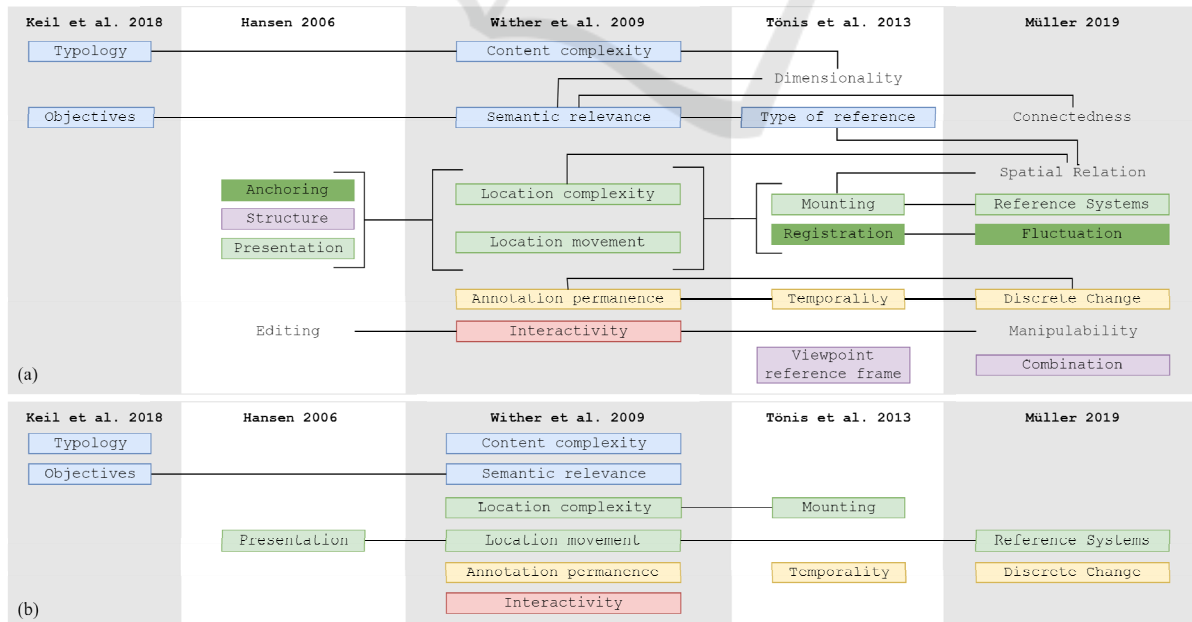 Keil et al. 2018 Hansen 2006 Wither et al. 2009 Tönis et al. 2013 Müller 2019
Typology Content complexity
Dimensionality
Objectives Semantic relevance Type of reference Connectedness
Spatial Relation
Anchoring Location complexity
Mounting Reference Systems
Structure
Registration Fluctuation
Presentation Location movement
Annotation permanence Temporality Discrete Change
Editing Interactivity Manipulability
Viewpoint
reference frame
Combination
(a)
Keil et al. 2018 Hansen 2006 Wither et al. 2009 Tönis et al. 2013 Müller 2019
Typology Content complexity
Objectives Semantic relevance
Location complexity Mounting
Presentation Location movement Reference Systems
Annotation permanence Temporality Discrete Change
Interactivity
(b)